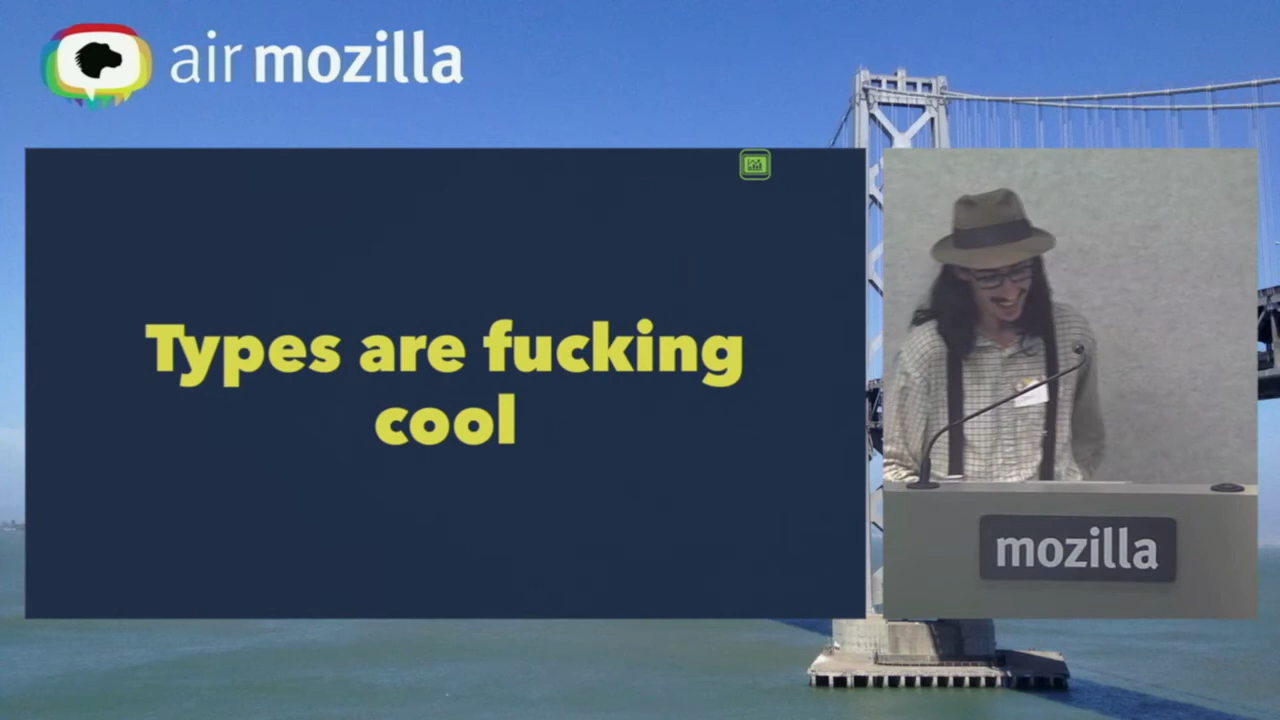 air mozilla
Types are fucking
cool
mozilla